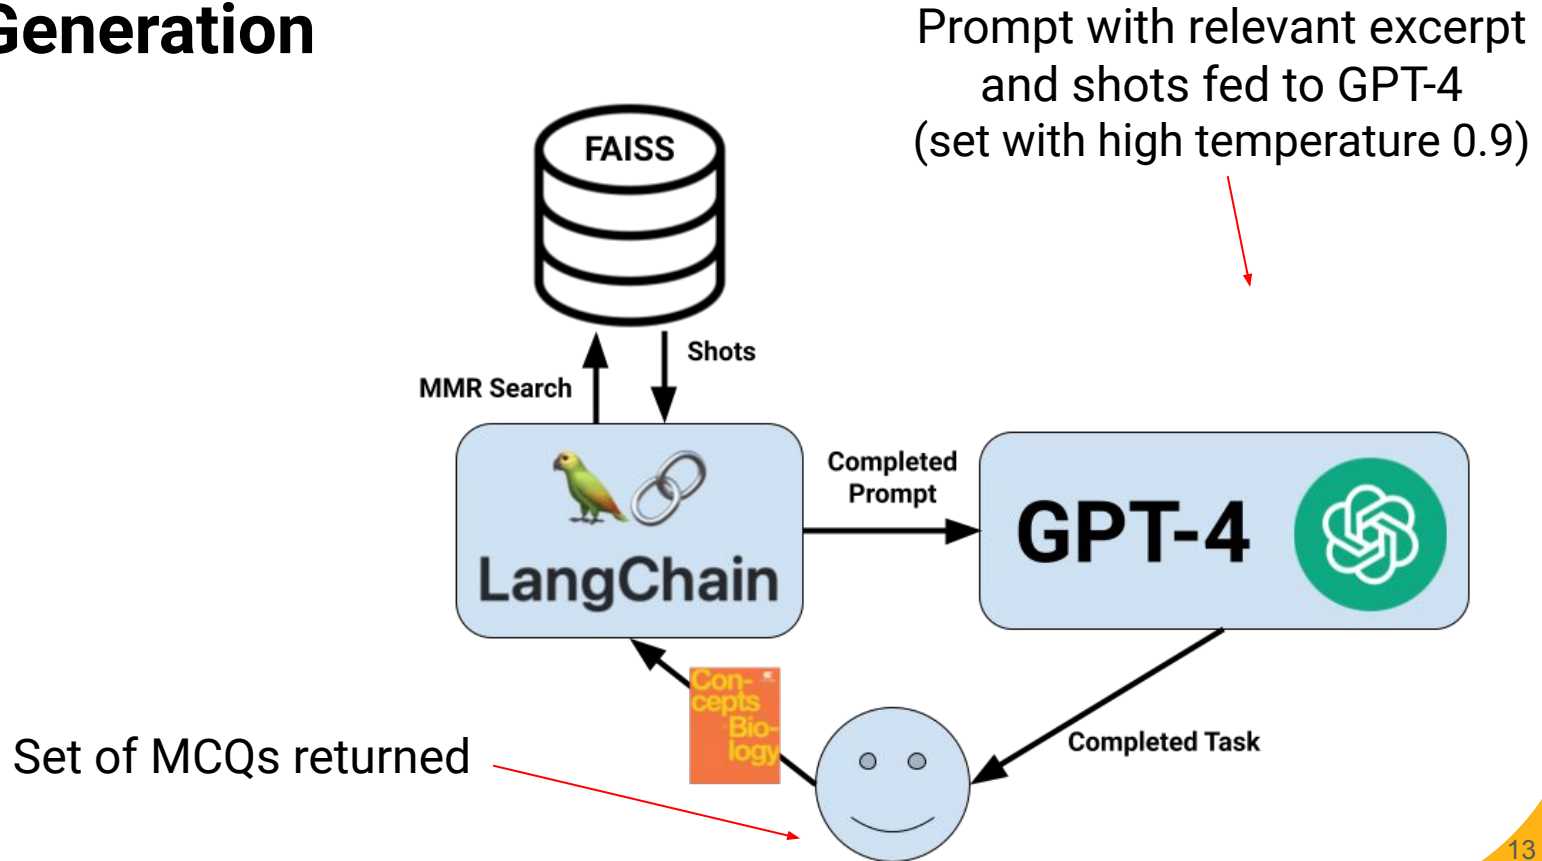 Generation
Prompt with relevant excerpt
and shots fed to GPT-4
(set with high temperature 0.9)
FAISS
Shots
MMR Search
Completed
Prompt
GPT-4
LangChain
Con-
cepts
Bio-
logy
Set of MCQs returned
Completed Task
13